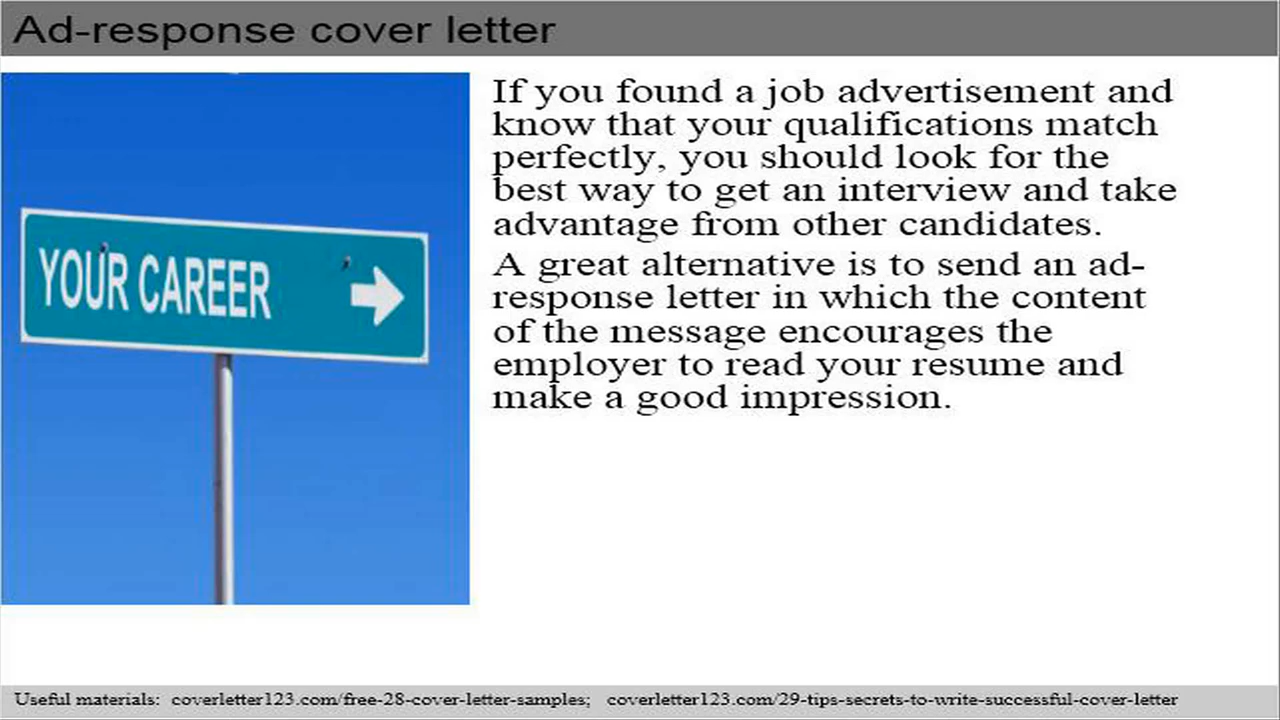 Ad-response cover letter
YOUR CAREER
If you found a job advertisement and
know that your qualifications match
perfectly, you should look for the
best way to get an interview and take
advantage from other candidates.
A great alternative is to send an ad-
response letter in which the content
of the message encourages the
employer to read your resume and
make a good impression.
Useful materials: coverletter123.com/free-28-cover-letter-samples; coverletter123.com/29-tips-secrets-to-write-successful-cover-letter